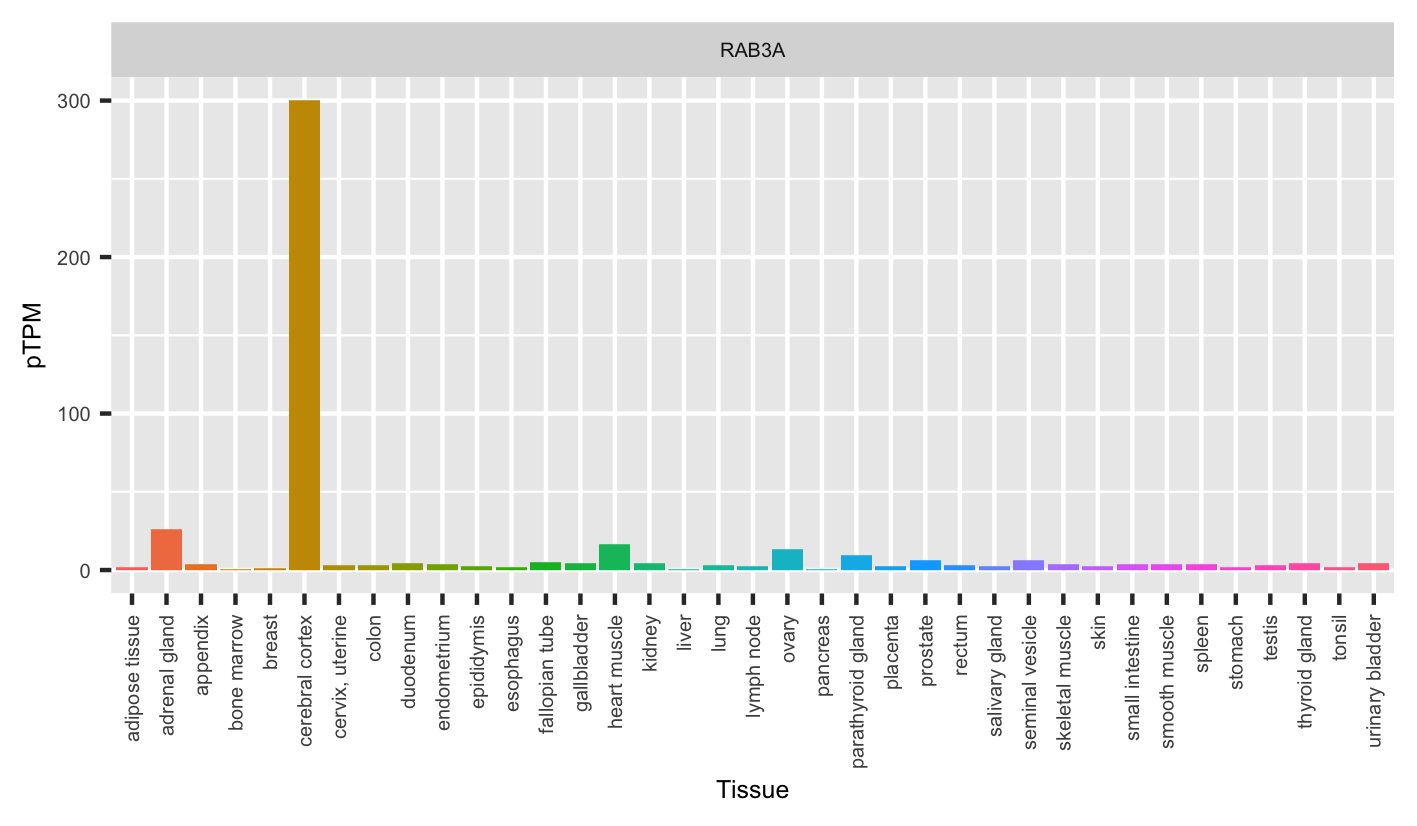 RAB3A
300
200
100
0
pTPM
adipose tissue
adrenal gland
appendix
bone marrow
breast
cerebral cortex
cervix, uterine
colon
duodenum
endometrium
epididymis
esophagus
fallopian tube
gallbladder
heart muscle
kidney
liver
lung
lymph node
ovary
pancreas
parathyroid gland
placenta
prostate
rectum
salivary gland
seminal vesicle
skeletal muscle
skin
small intestine
smooth muscle
spleen
stomach
testis
thyroid gland
tonsil
urinary bladder
Tissue